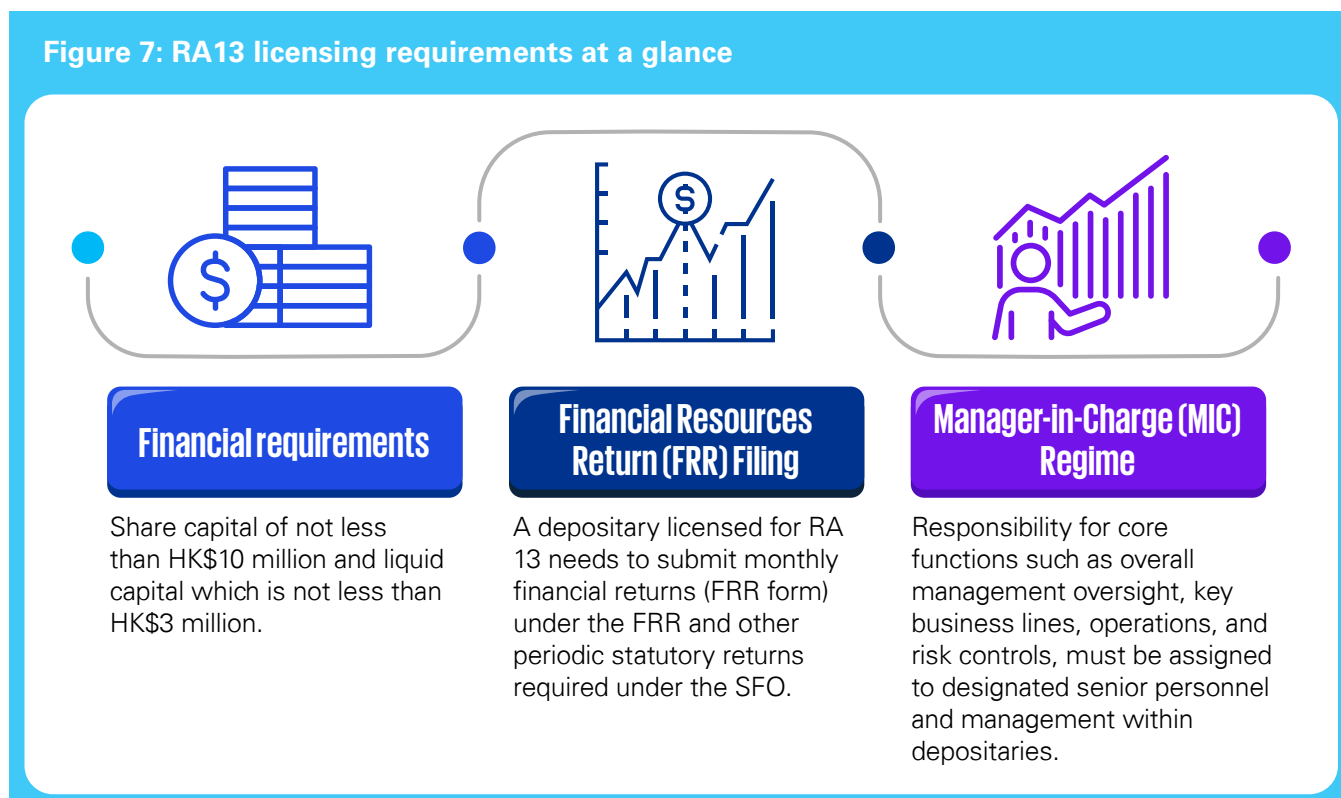 Figure 7: RA13 licensing requirements at a glance
$
$
Financial requirements
Share capital of not less
than HK$10 million and liquid
capital which is not less than
HK$3 million.
Financial Resources
Return (FRR) Filing
A depositary licensed for RA
13 needs to submit monthly
financial returns (FRR form)
under the FRR and other
periodic statutory returns
required under the SFO.
Manager-in-Charge (MIC)
Regime
Responsibility for core
functions such as overall
management oversight, key
business lines, operations, and
risk controls, must be assigned
to designated senior personnel
and management within
depositaries.